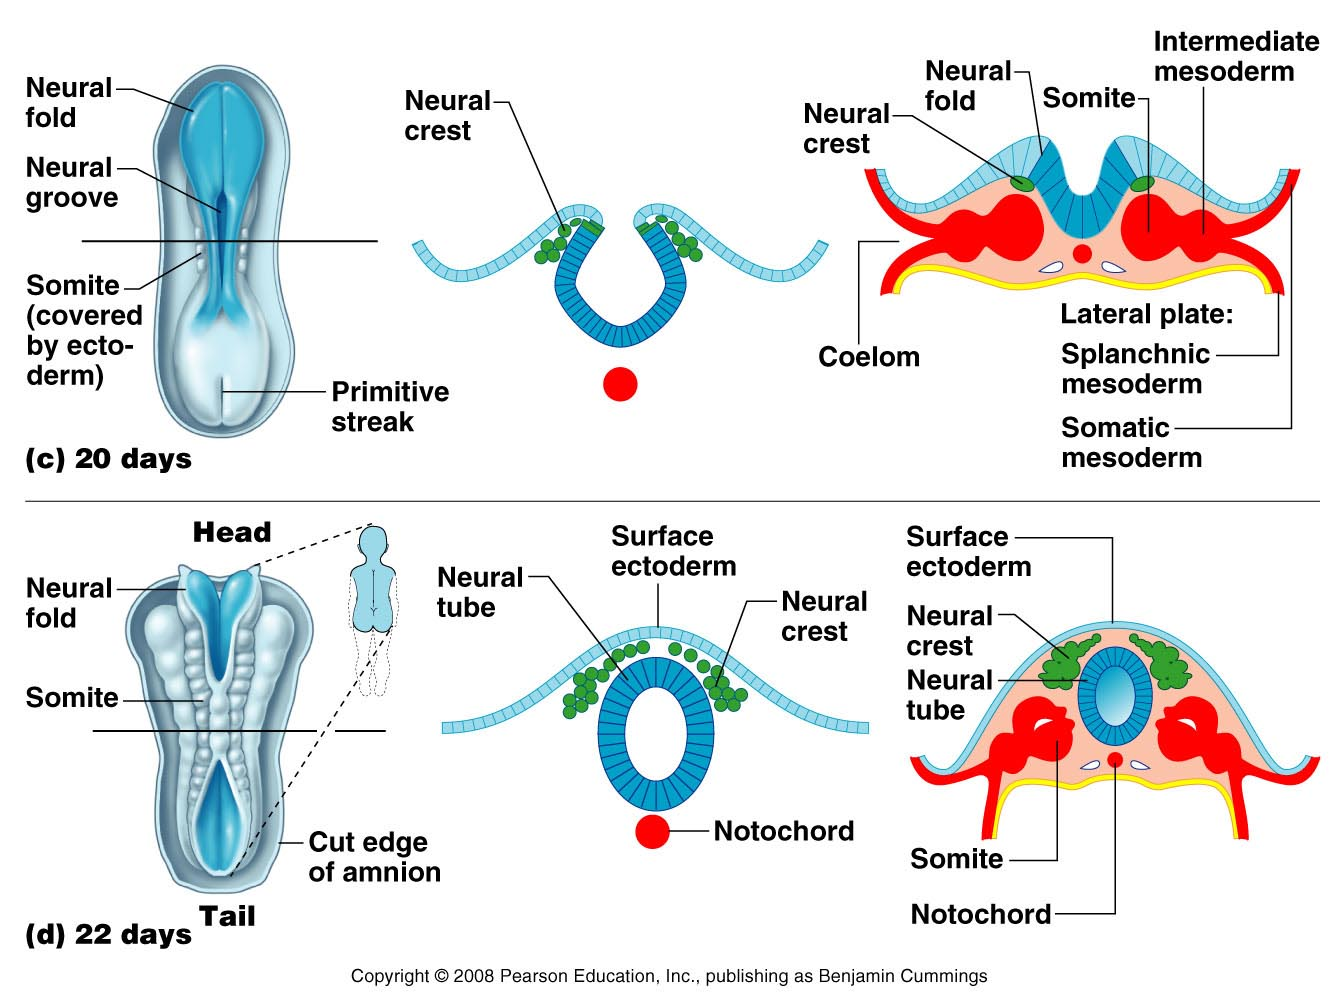 Neural
fold
Neural
groove
Somite
(covered
by ecto-
derm)
Primitive
streak
(c) 20 days
Neural
crest
Neural
crest
Neural
fold
Somite
Intermediate
mesoderm
Coelom
Lateral plate:
Splanchnic
mesoderm
Somatic
mesoderm
Head
Neural
fold
Somite
Cut edge
of amnion
Tail
(d) 22 days
Neural
tube
Surface
ectoderm
Neural
crest
Notochord
Surface
ectoderm
Neural
crest
Neural
tube
Somite
Notochord
Copyright © 2008 Pearson Education, Inc., publishing as Benjamin Cummings